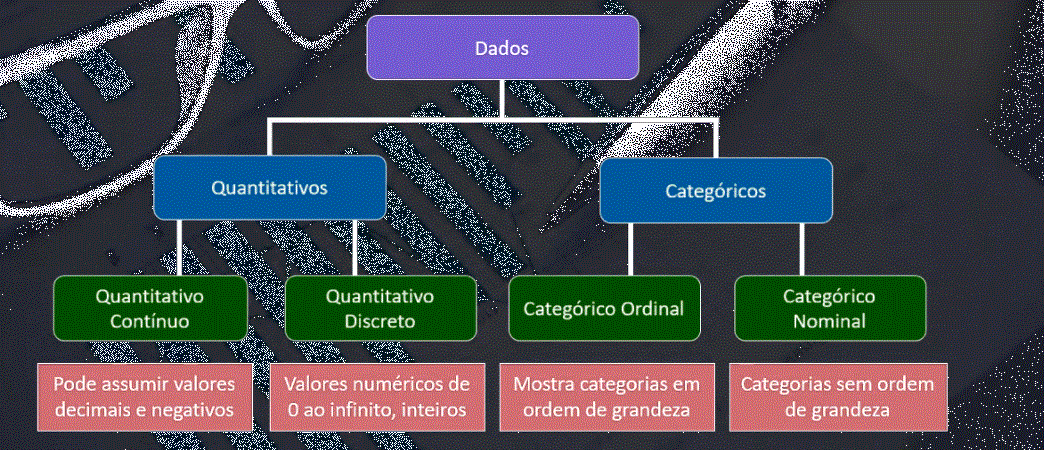 Dados
Quantitativos
Categóricos
Quantitativo
Contínuo
Quantitativo
Discreto
Categórico Ordinal
Categórico
Nominal
Pode assumir valores
decimais e negativos
Valores numéricos de
0 ao infinito, inteiros
Mostra categorias em
ordem de grandeza
Categorias sem ordem
de grandeza